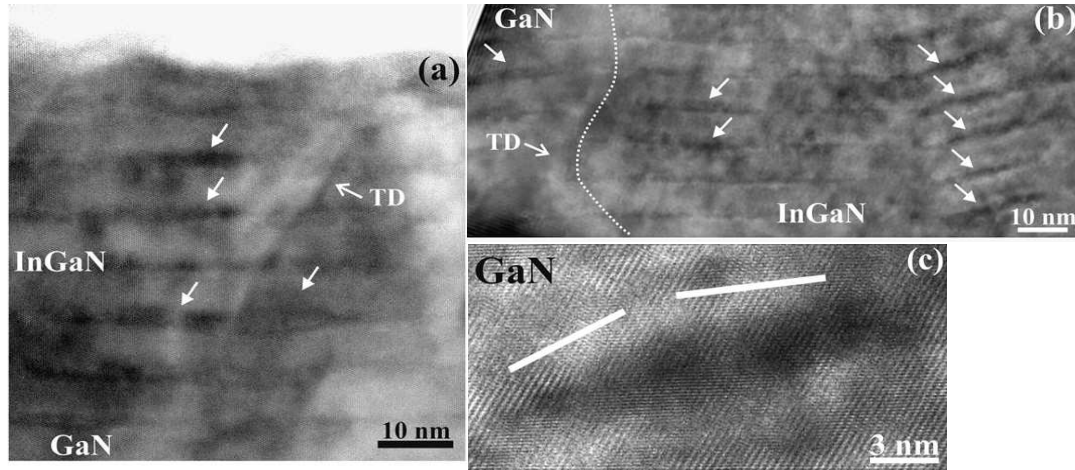 (a)
TD
InGaN
GaN
10 nm
GaN
(b)
TD
InGaN
10 nm
GaN
(c)
3 nm